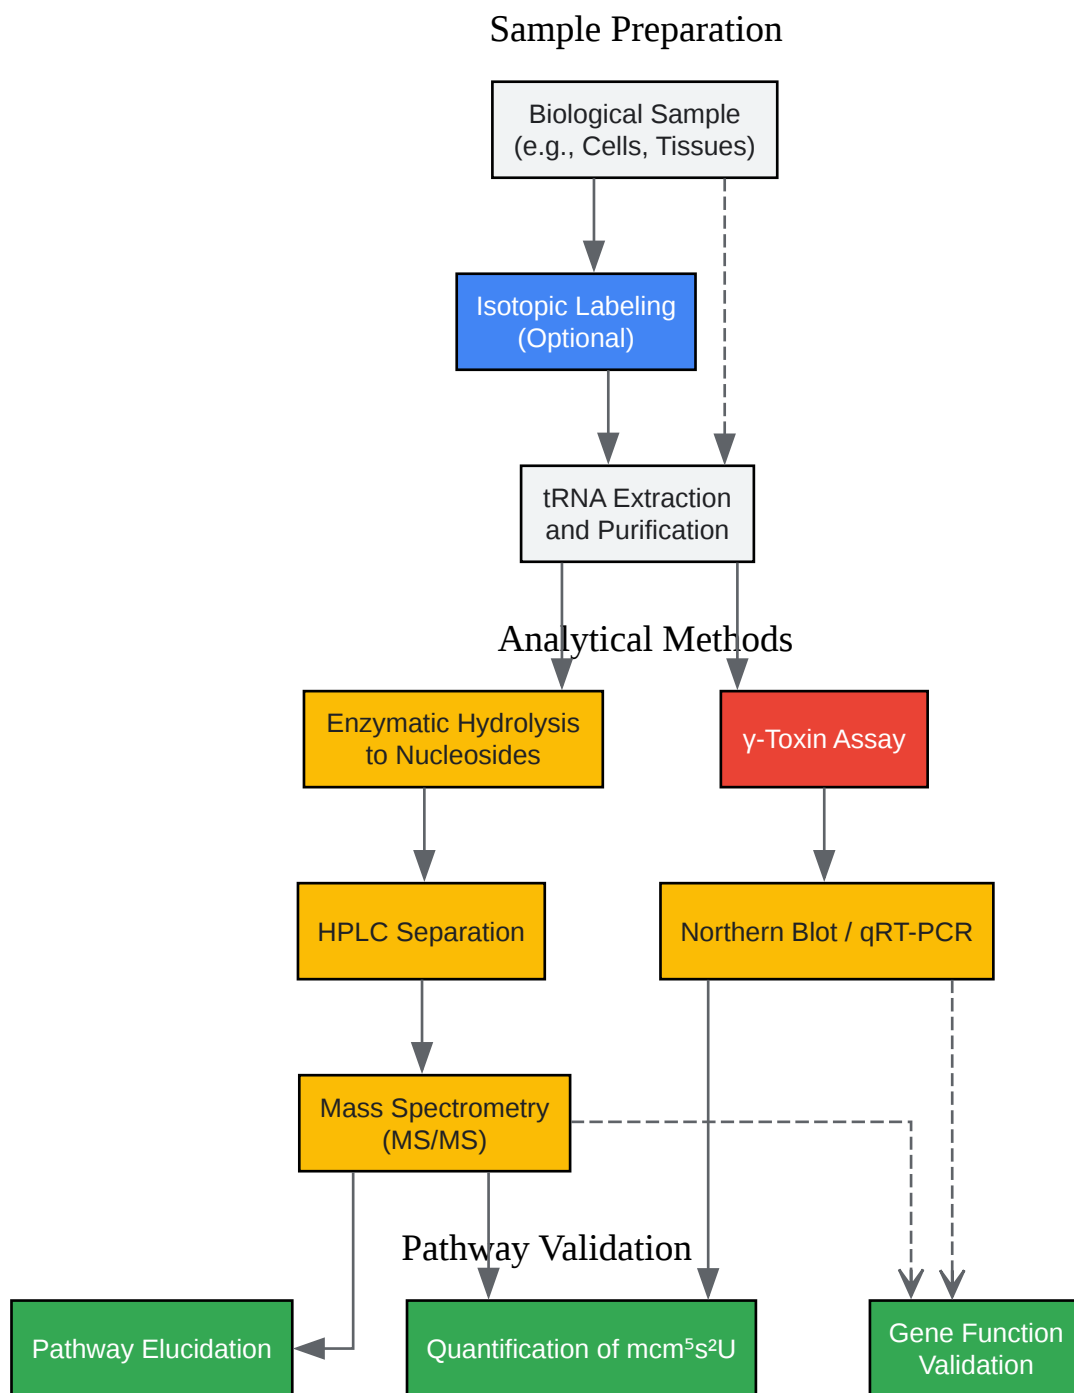 Sample Preparation
Biological Sample
(e.g., Cells, Tissues)
Isotopic Labeling
(Optional)
tRNA Extraction
and Purification
Analytical Methods
Enzymatic Hydrolysis
to Nucleosides
γ-Toxin Assay
HPLC Separation
Northern Blot / qRT-PCR
Mass Spectrometry
(MS/MS)
Pathway Validation
Pathway Elucidation
Quantification of mcm⁵s²U
Gene Function
Validation